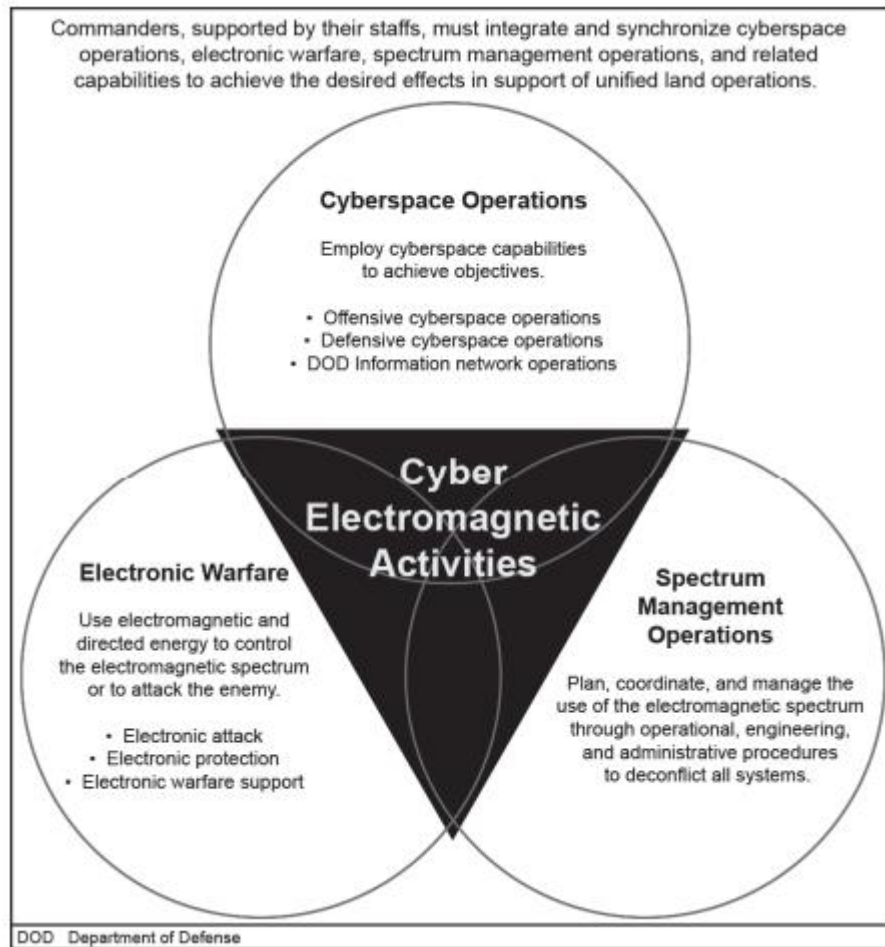 Commanders, supported by their staffs, must integrate and synchronize cyberspace
operations, electronic warfare, spectrum management operations, and related
capabilities to achieve the desired effects in support of unified land operations.
Cyberspace Operations
Employ cyberspace capabilities
to achieve objectives.
• Offensive cyberspace operations
• Defensive cyberspace operations
• DOD Information network operations
Cyber
Electromagnetic
Activities
Electronic Warfare
Use electromagnetic and
directed energy to control
the electromagnetic spectrum
or to attack the enemy.
• Electronic attack
• Electronic protection
• Electronic warfare support
Spectrum
Management
Operations
Plan, coordinate, and manage the
use of the electromagnetic spectrum
through operational, engineering,
and administrative procedures
to deconflict all systems.
DOD Department of Defense